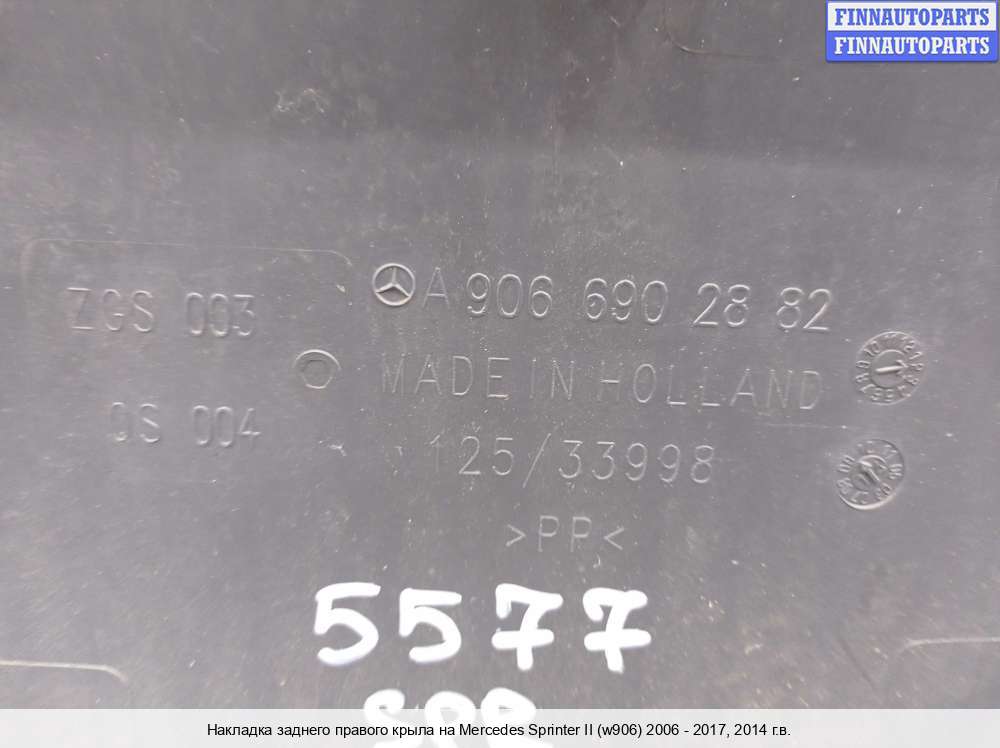 FINNAUTOPARTS
FINNAUTOPARTS
A 906 690 28 82
ZGS 003
MADE IN HOLLAND
QS 004
125/33998
>PP<
5577
SPR
Накладка заднего правого крыла на Mercedes Sprinter II (w906) 2006 - 2017, 2014 г.в.